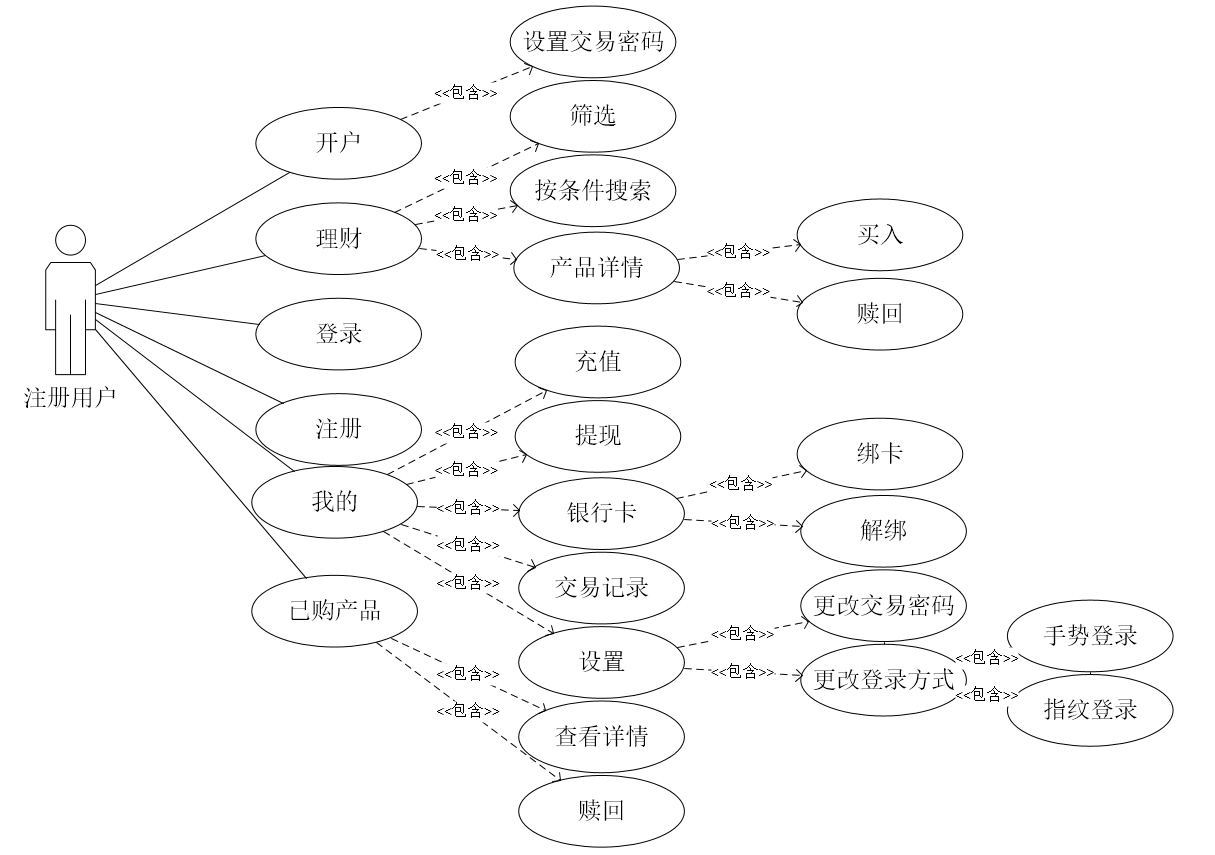 设置交易密码
<<包含>>
开户
筛选
<<包含>>
按条件搜索
<<包含>>
理财
<<包含>>
产品详情
<<包含>>
买入
<<包含>>
赎回
登录
注册用户
充值
<<包含>>
注册
提现
<<包含>>
我的
<<包含>>
银行卡
<<包含>>
绑卡
<<包含>>
解绑
<<包含>>
交易记录
<<包含>>
已购产品
设置
<<包含>>
更改交易密码
<<包含>>
更改登录方式
<<包含>>
手势登录
<<包含>>
指纹登录
<<包含>>
查看详情
<<包含>>
赎回